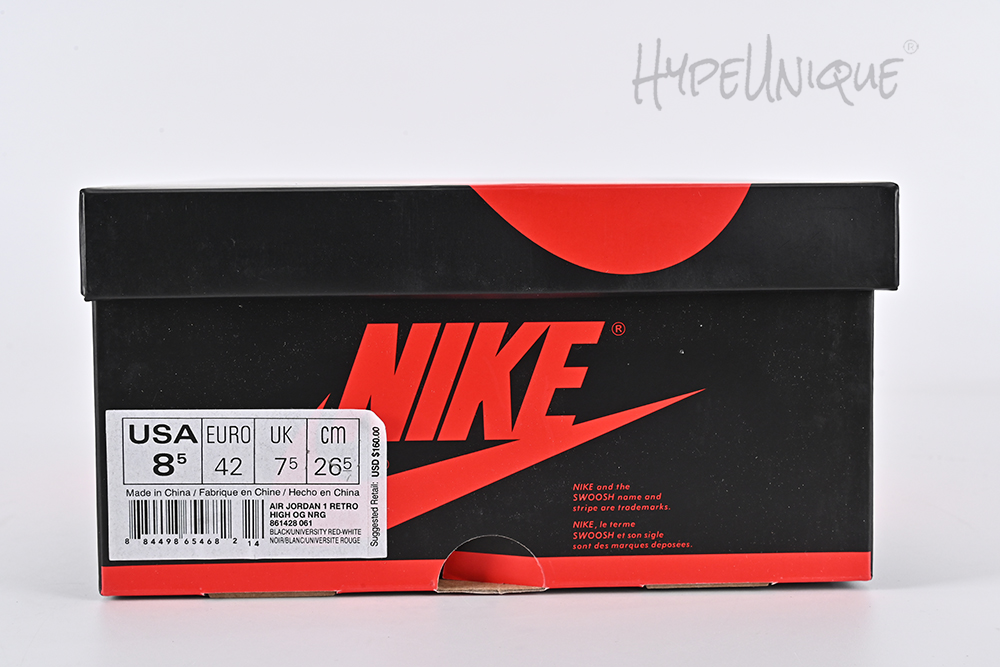 HYPEUNIQUE®
NIKE®
USA EURO UK cm
8⁵ 42 7⁵ 26⁵
Made in China / Fabrique en Chine / Hecho en China
AIR JORDAN 1 RETRO
HIGH OG NRG
861428 061
BLACK/UNIVERSITY RED-WHITE
NOIR/BLANC/UNIVERSITE ROUGE
8 84498 65468 2 14
Suggested Retail: USD $160.00
NIKE and the
SWOOSH name and
stripe are trademarks.
NIKE, le terme
SWOOSH et son sigle
sont des marques déposées.